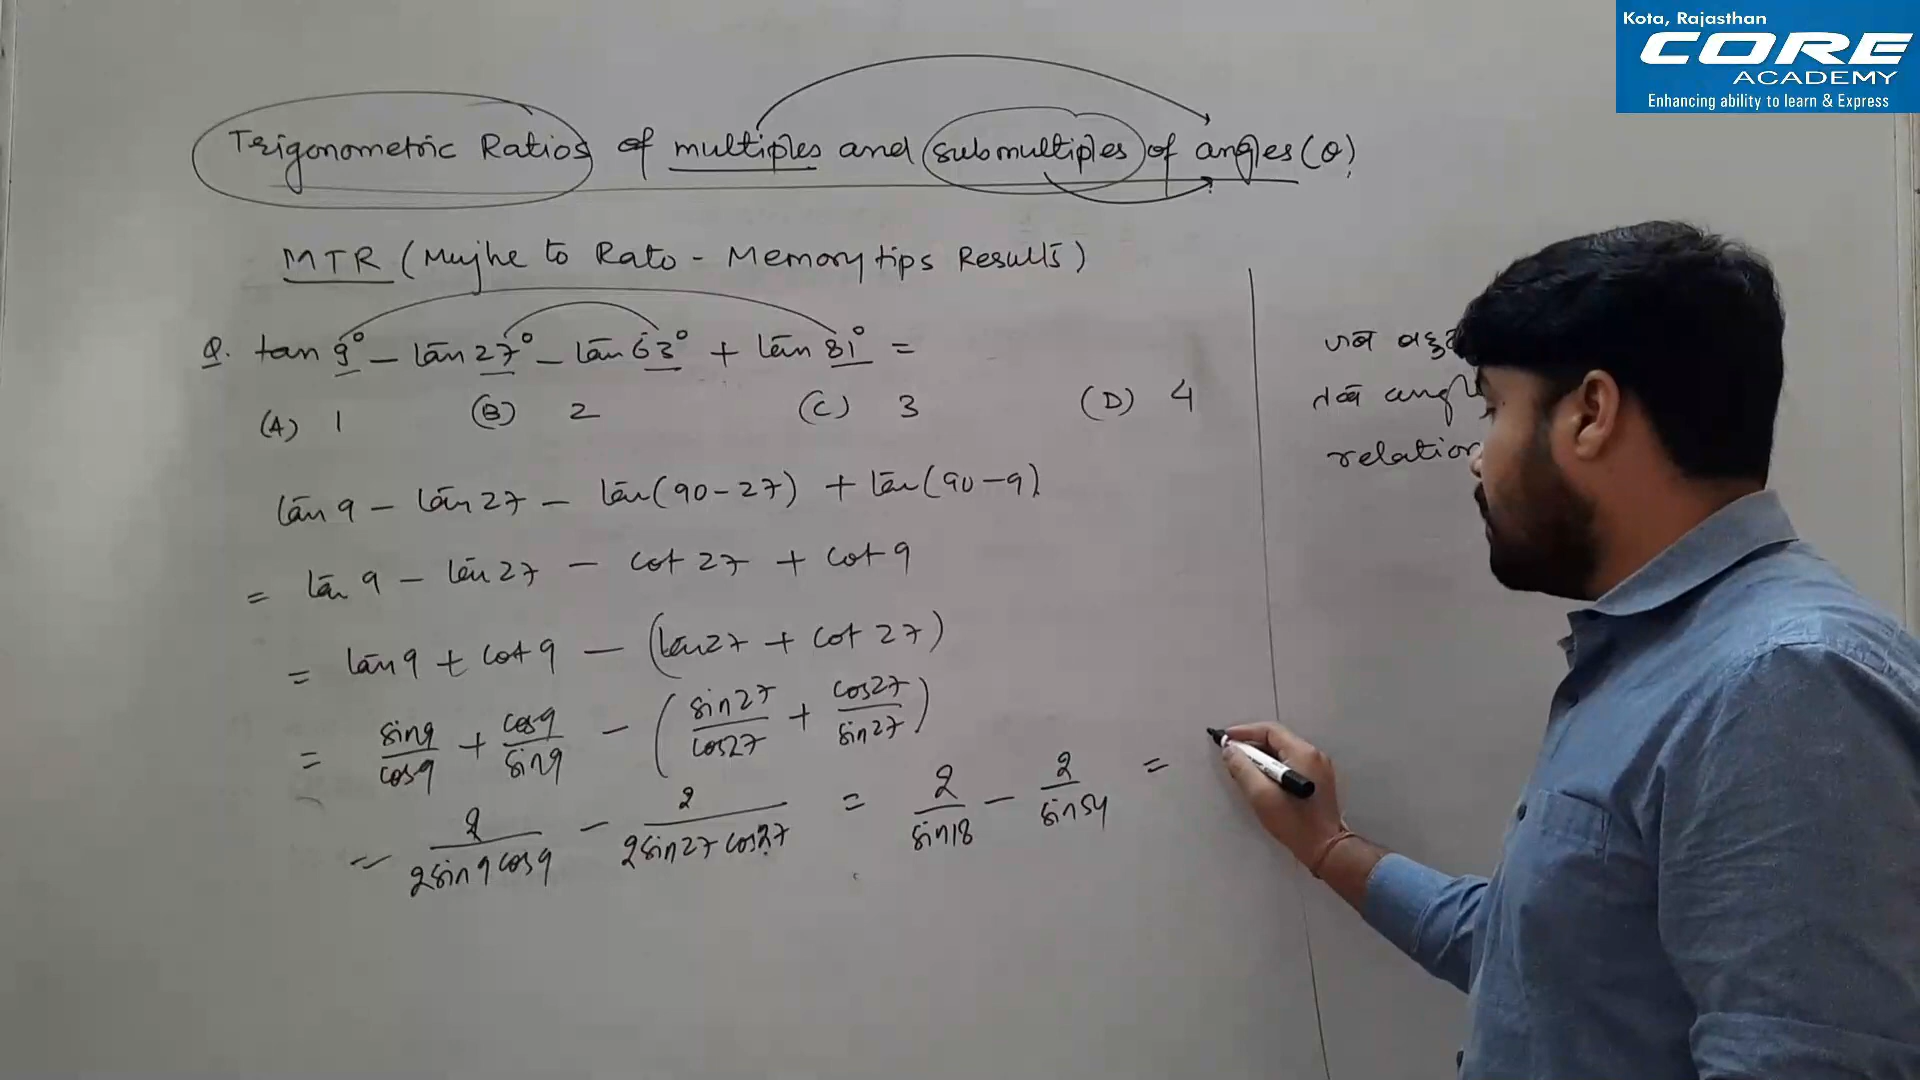 Kota, Rajasthan
CORE
ACADEMY
Enhancing ability to learn & Express
Trigonometric Ratios of multiples and submultiples of angles (θ)
MTR (Mujhe to Rato - Memory tips Results)
Q. tan 9° - tan 27° - tan 63° + tan 81° =
(A) 1 (B) 2 (C) 3 (D) 4
tan 9 - tan 27 - tan(90-27) + tan(90-9)
= tan 9 - tan 27 - cot 27 + cot 9
= tan 9 + cot 9 - (tan 27 + cot 27)
= sin9/cos9 + cos9/sin9 - (sin27/cos27 + cos27/sin27)
= 2/2sin9cos9 - 2/2sin27cos27 = 2/sin18 - 2/sin54 =
जब
तब
relation